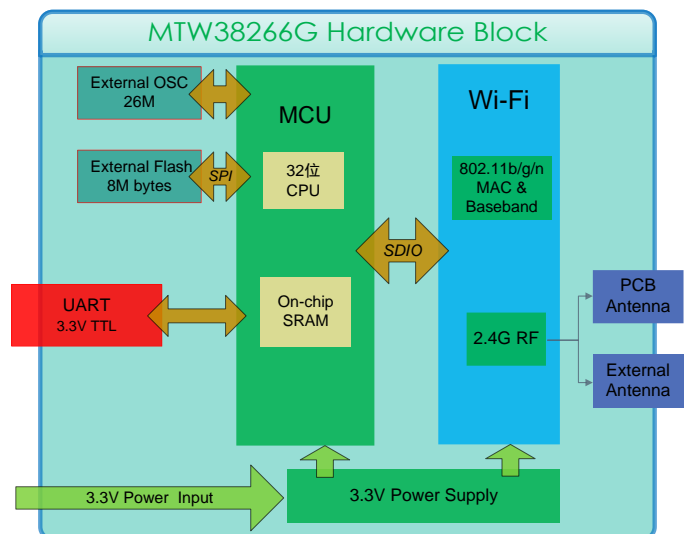 MTW38266G Hardware Block
External OSC
26M
External Flash
8M bytes
SPI
MCU
32位
CPU
On-chip
SRAM
UART
3.3V TTL
SDIO
Wi-Fi
802.11b/g/n
MAC &
Baseband
2.4G RF
PCB
Antenna
External
Antenna
3.3V Power Input
3.3V Power Supply